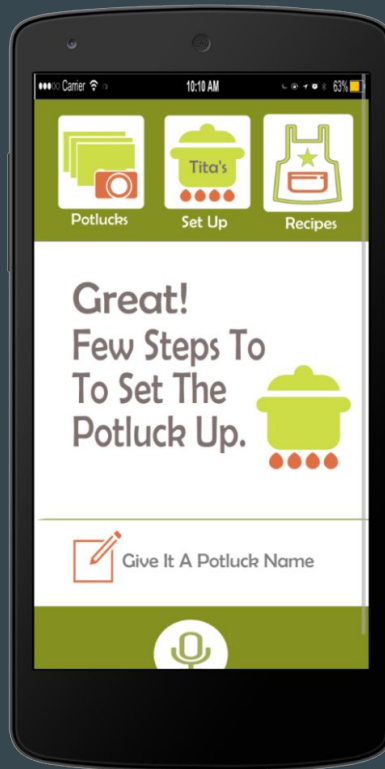 Carrier 10:10 AM 63%
Tita's
Potlucks Set Up Recipes
Great!
Few Steps To
To Set The
Potluck Up.
Give It A Potluck Name